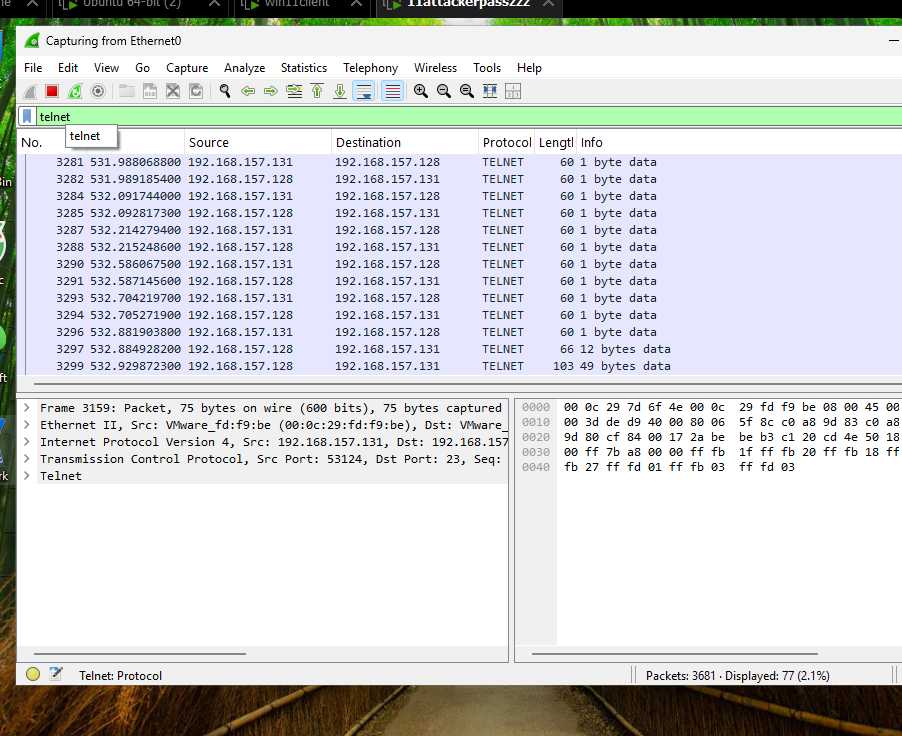 Ubuntu 64-bit (2)
win11client
11attackerpasszzz
Capturing from Ethernet0
File Edit View Go Capture Analyze Statistics Telephony Wireless Tools Help
telnet
telnet
No. Source Destination Protocol Lengtl Info
3281 531.988068800 192.168.157.131 192.168.157.128 TELNET 60 1 byte data
3282 531.989185400 192.168.157.128 192.168.157.131 TELNET 60 1 byte data
3284 532.091744000 192.168.157.131 192.168.157.128 TELNET 60 1 byte data
3285 532.092817300 192.168.157.128 192.168.157.131 TELNET 60 1 byte data
3287 532.214279400 192.168.157.131 192.168.157.128 TELNET 60 1 byte data
3288 532.215248600 192.168.157.128 192.168.157.131 TELNET 60 1 byte data
3290 532.586067500 192.168.157.131 192.168.157.128 TELNET 60 1 byte data
3291 532.587145600 192.168.157.128 192.168.157.131 TELNET 60 1 byte data
3293 532.704219700 192.168.157.131 192.168.157.128 TELNET 60 1 byte data
3294 532.705271900 192.168.157.128 192.168.157.131 TELNET 60 1 byte data
3296 532.881903800 192.168.157.131 192.168.157.128 TELNET 60 1 byte data
3297 532.884928200 192.168.157.128 192.168.157.131 TELNET 66 12 bytes data
3299 532.929872300 192.168.157.128 192.168.157.131 TELNET 103 49 bytes data
Frame 3159: Packet, 75 bytes on wire (600 bits), 75 bytes captured
Ethernet II, Src: VMware_fd:f9:be (00:0c:29:fd:f9:be), Dst: VMware_
Internet Protocol Version 4, Src: 192.168.157.131, Dst: 192.168.157
Transmission Control Protocol, Src Port: 53124, Dst Port: 23, Seq:
Telnet
0000 00 0c 29 7d 6f 4e 00 0c 29 fd f9 be 08 00 45 00
0010 00 3d de d9 40 00 80 06 5f 8c c0 a8 9d 83 c0 a8
0020 9d 80 cf 84 00 17 2a be be b3 c1 20 cd 4e 50 18
0030 00 ff 7b a8 00 00 ff fb 1f ff fb 20 ff fb 18 ff
0040 fb 27 ff fd 01 ff fb 03 ff fd 03
Telnet: Protocol
Packets: 3681 · Displayed: 77 (2.1%)